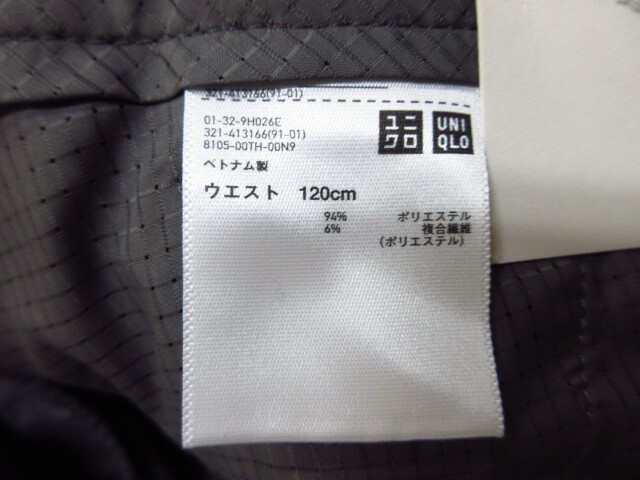 321-413166(91-01)
01-32-9H026E
321-413166(91-01)
8105-00TH-00N9
ユニクロ
UNIQLO
ベトナム製
ウエスト 120cm
94% ポリエステル
6% 複合繊維
(ポリエステル)